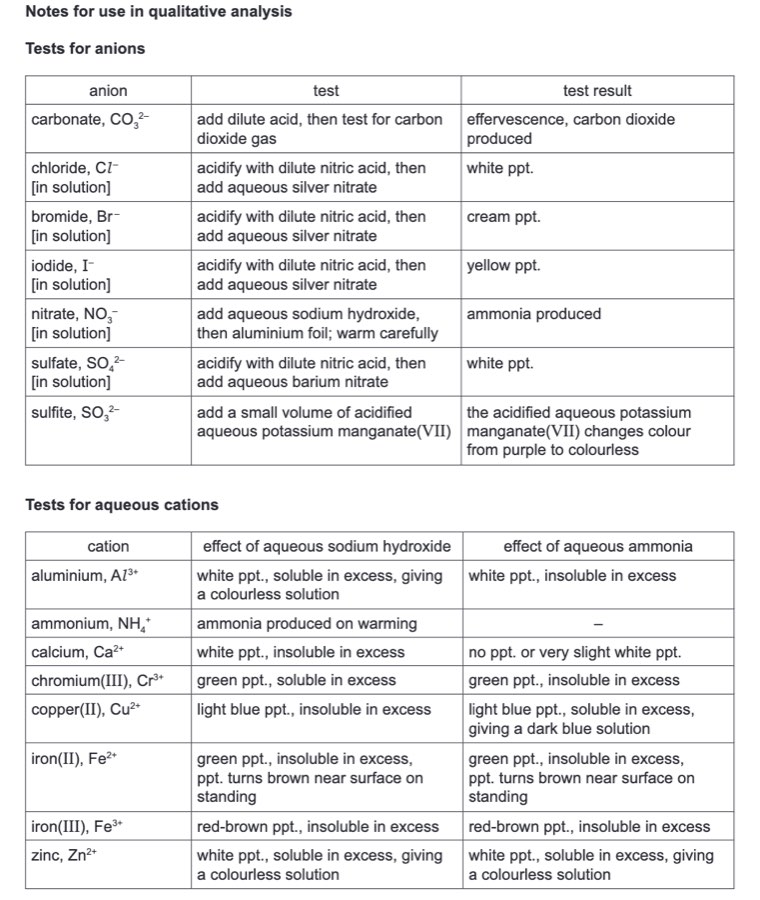 Notes for use in qualitative analysis
Tests for anions
anion test test result
carbonate, CO₃²⁻ add dilute acid, then test for carbon dioxide gas effervescence, carbon dioxide produced
chloride, Cl⁻ [in solution] acidify with dilute nitric acid, then add aqueous silver nitrate white ppt.
bromide, Br⁻ [in solution] acidify with dilute nitric acid, then add aqueous silver nitrate cream ppt.
iodide, I⁻ [in solution] acidify with dilute nitric acid, then add aqueous silver nitrate yellow ppt.
nitrate, NO₃⁻ [in solution] add aqueous sodium hydroxide, then aluminium foil; warm carefully ammonia produced
sulfate, SO₄²⁻ [in solution] acidify with dilute nitric acid, then add aqueous barium nitrate white ppt.
sulfite, SO₃²⁻ add a small volume of acidified aqueous potassium manganate(VII) the acidified aqueous potassium manganate(VII) changes colour from purple to colourless
Tests for aqueous cations
cation effect of aqueous sodium hydroxide effect of aqueous ammonia
aluminium, Al³⁺ white ppt., soluble in excess, giving a colourless solution white ppt., insoluble in excess
ammonium, NH₄⁺ ammonia produced on warming –
calcium, Ca²⁺ white ppt., insoluble in excess no ppt. or very slight white ppt.
chromium(III), Cr³⁺ green ppt., soluble in excess green ppt., insoluble in excess
copper(II), Cu²⁺ light blue ppt., insoluble in excess light blue ppt., soluble in excess, giving a dark blue solution
iron(II), Fe²⁺ green ppt., insoluble in excess, ppt. turns brown near surface on standing green ppt., insoluble in excess, ppt. turns brown near surface on standing
iron(III), Fe³⁺ red-brown ppt., insoluble in excess red-brown ppt., insoluble in excess
zinc, Zn²⁺ white ppt., soluble in excess, giving a colourless solution white ppt., soluble in excess, giving a colourless solution